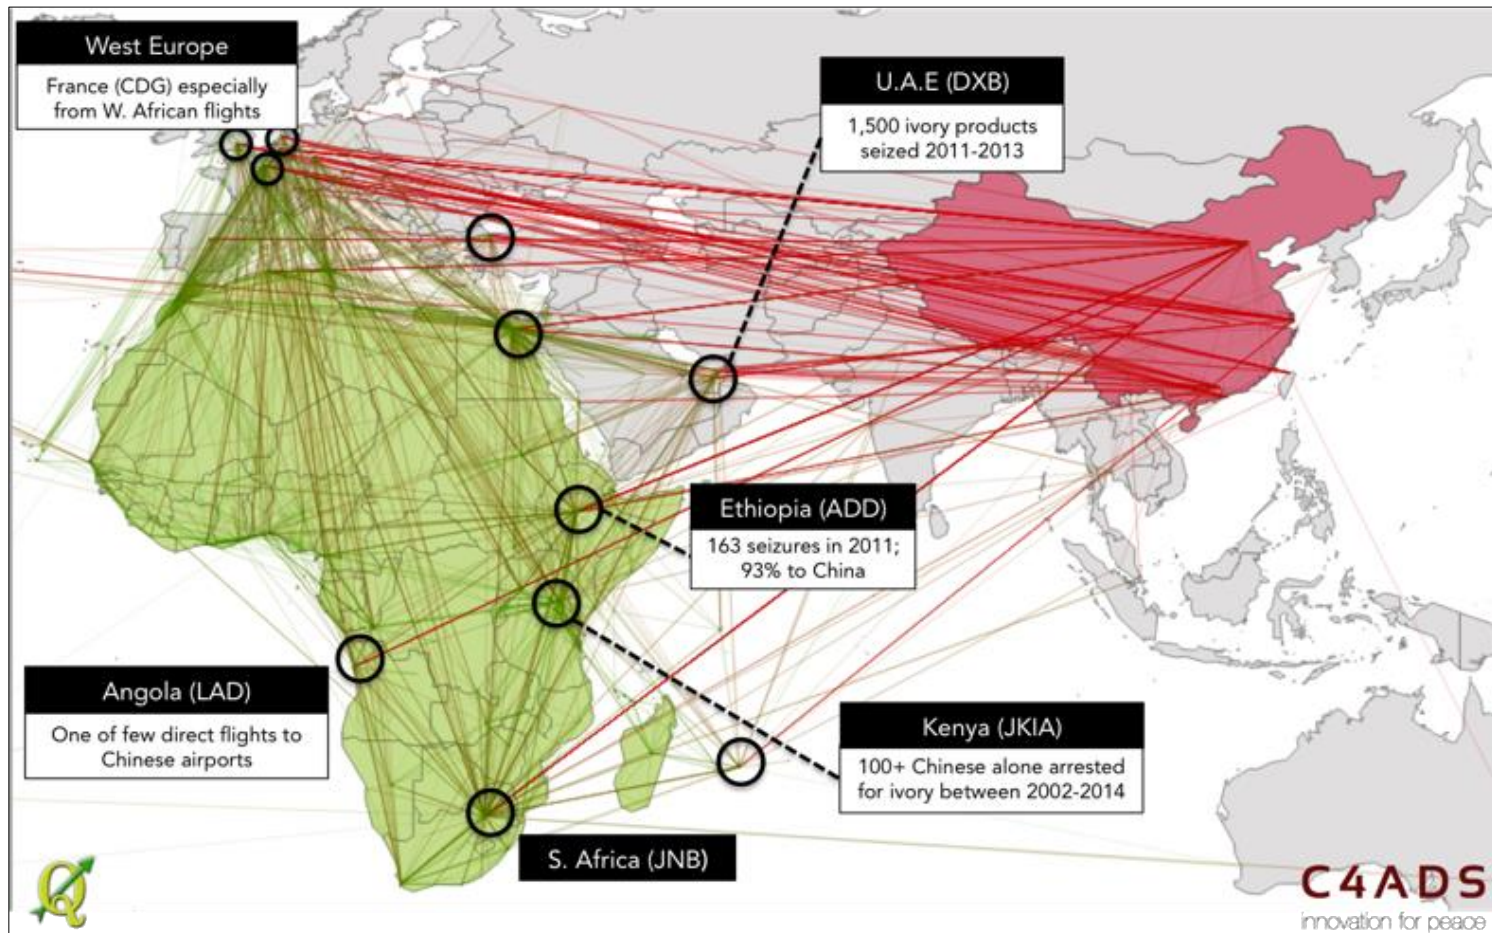 West Europe
France (CDG) especially
from W. African flights
U.A.E (DXB)
1,500 ivory products
seized 2011-2013
Ethiopia (ADD)
163 seizures in 2011;
93% to China
Angola (LAD)
One of few direct flights to
Chinese airports
Kenya (JKIA)
100+ Chinese alone arrested
for ivory between 2002-2014
S. Africa (JNB)
Q
C4ADS
innovation for peace